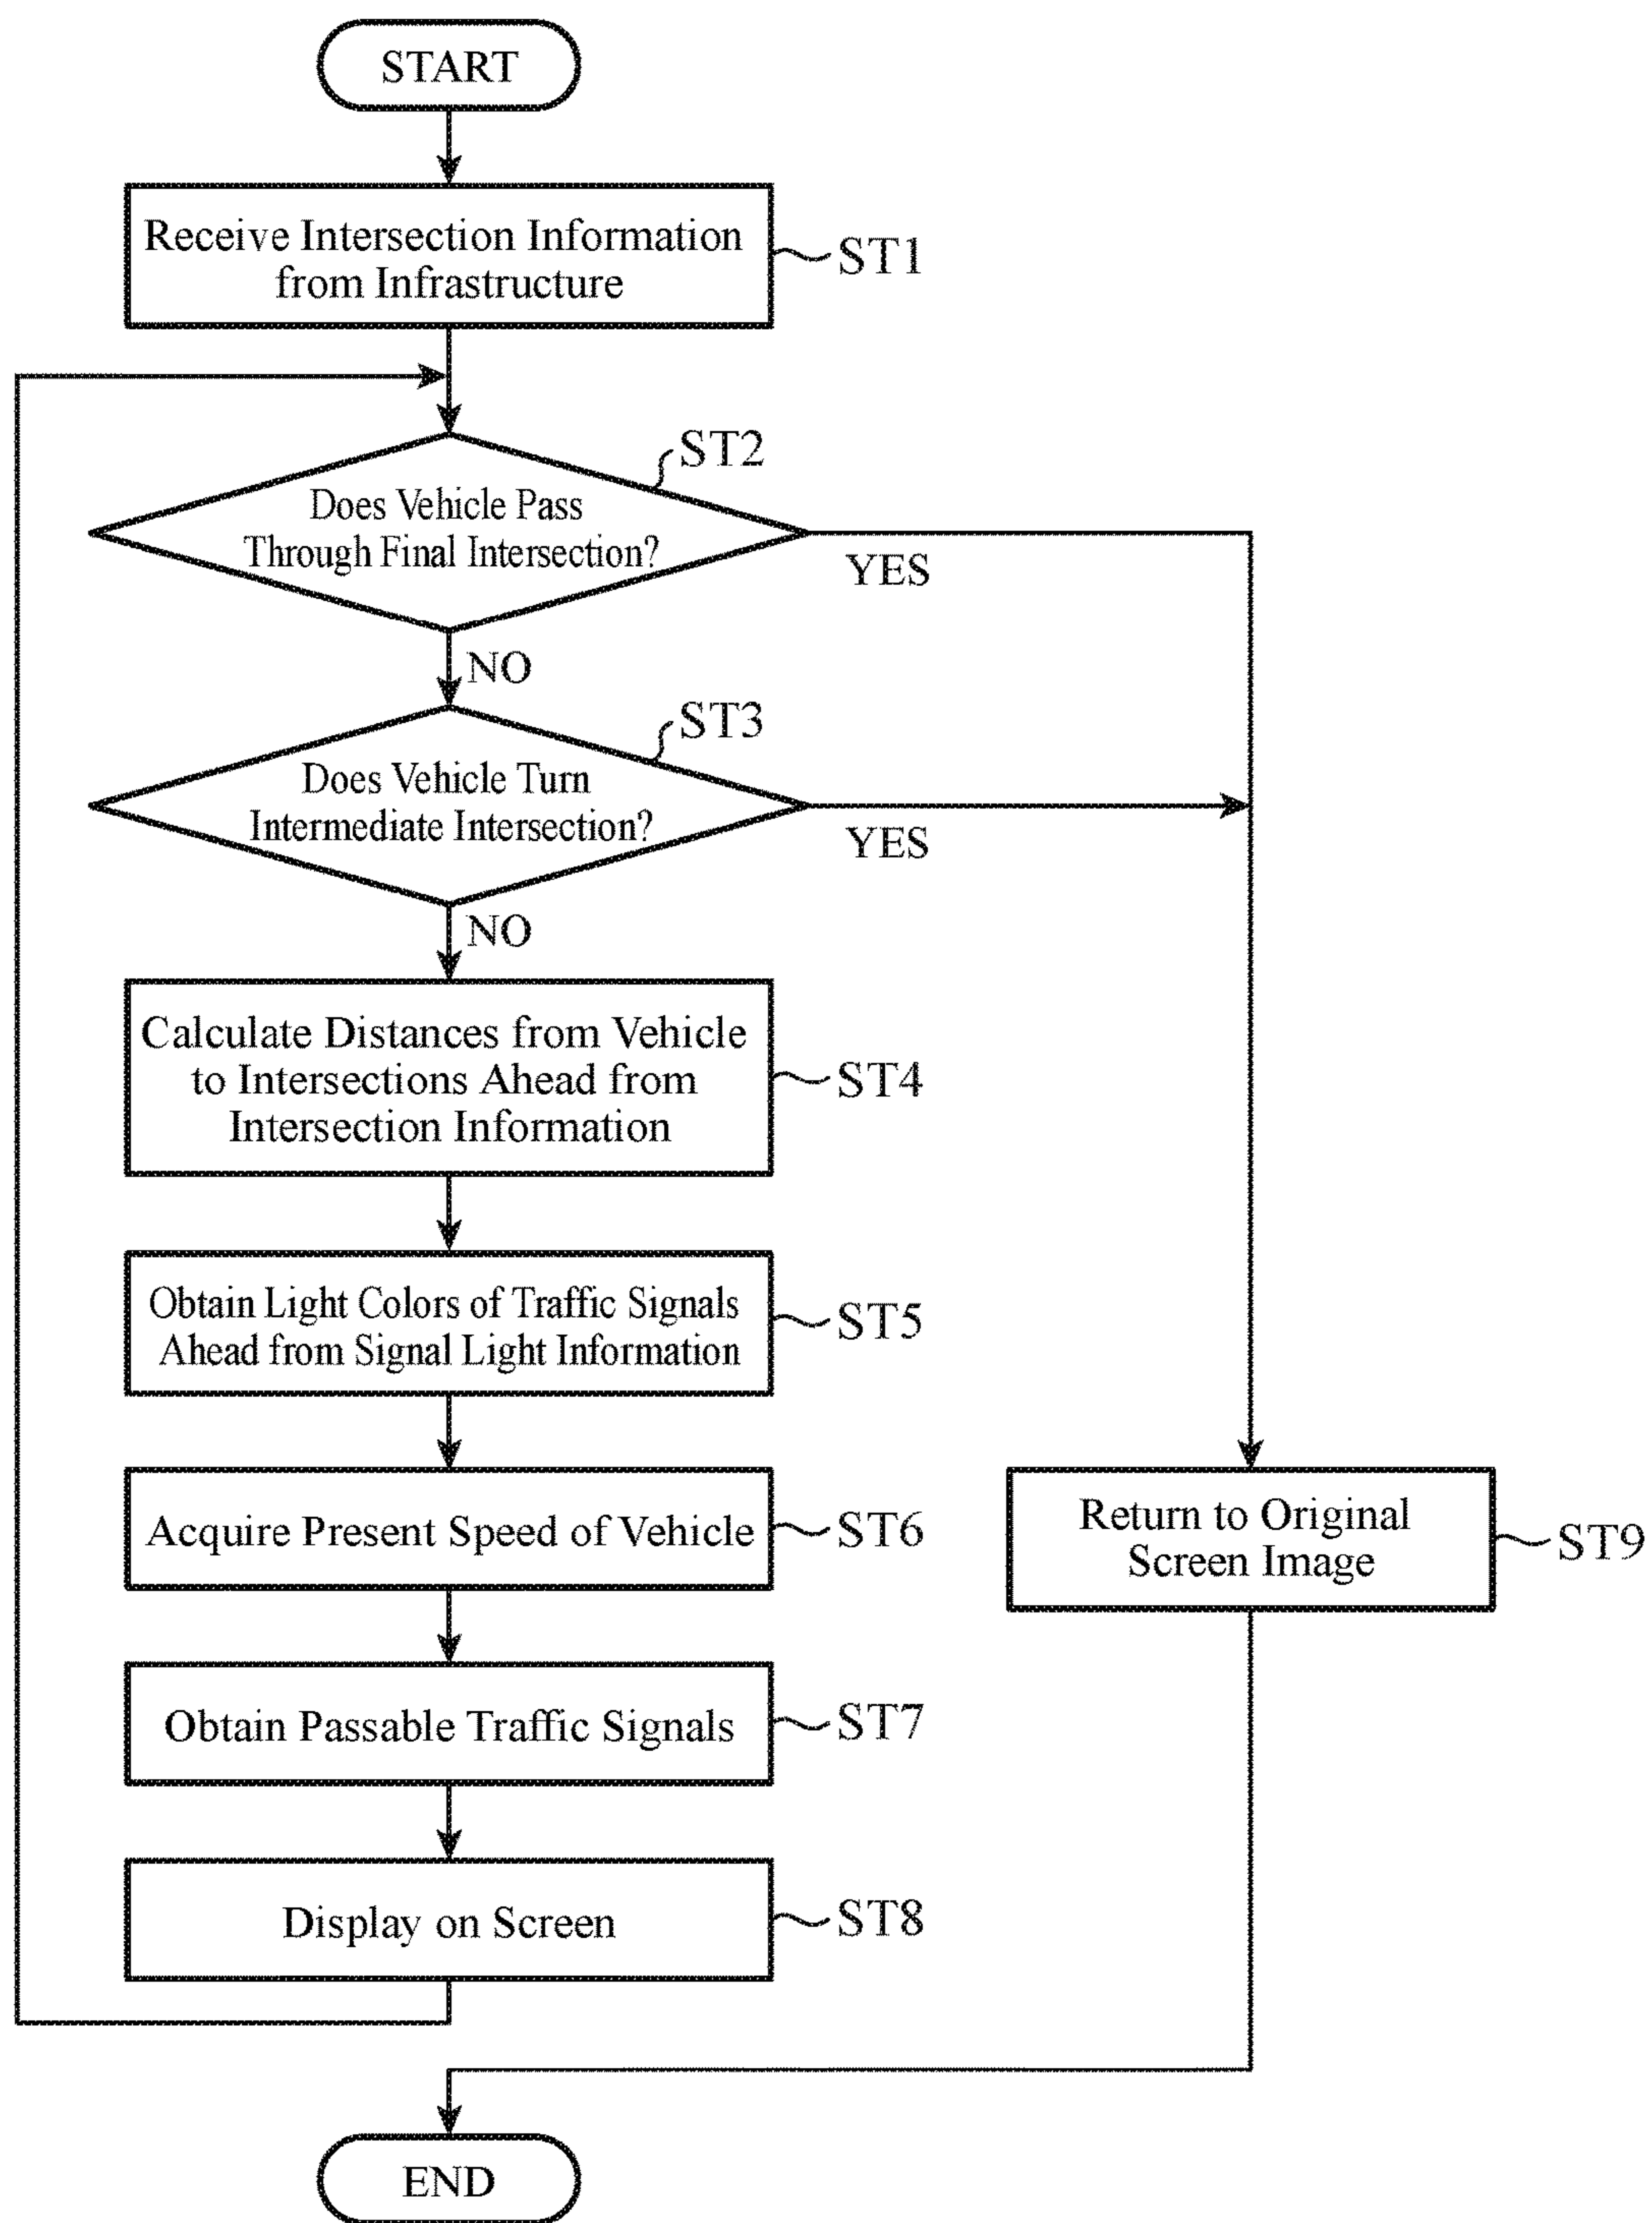 START
Receive Intersection Information
from Infrastructure
ST1
ST2
Does Vehicle Pass
Through Final Intersection?
YES
NO
ST3
Does Vehicle Turn
Intermediate Intersection?
YES
NO
Calculate Distances from Vehicle
to Intersections Ahead from
Intersection Information
ST4
Obtain Light Colors of Traffic Signals
Ahead from Signal Light Information
ST5
Acquire Present Speed of Vehicle
ST6
Return to Original
Screen Image
ST9
Obtain Passable Traffic Signals
ST7
Display on Screen
ST8
END